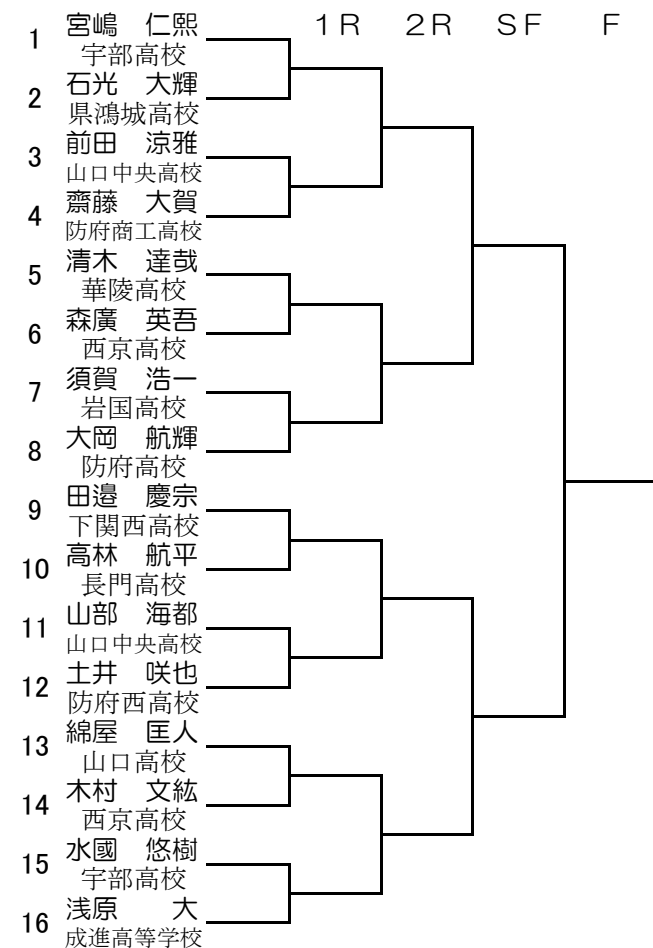 １Ｒ　２Ｒ　ＳＦ　Ｆ
1 宮嶋　仁熙
宇部高校
2 石光　大輝
県鴻城高校
3 前田　涼雅
山口中央高校
4 齋藤　大賀
防府商工高校
5 清木　達哉
華陵高校
6 森廣　英吾
西京高校
7 須賀　浩一
岩国高校
8 大岡　航輝
防府高校
9 田邉　慶宗
下関西高校
10 高林　航平
長門高校
11 山部　海都
山口中央高校
12 土井　咲也
防府西高校
13 綿屋　匡人
山口高校
14 木村　文紘
西京高校
15 水國　悠樹
宇部高校
16 浅原　　大
成進高等学校